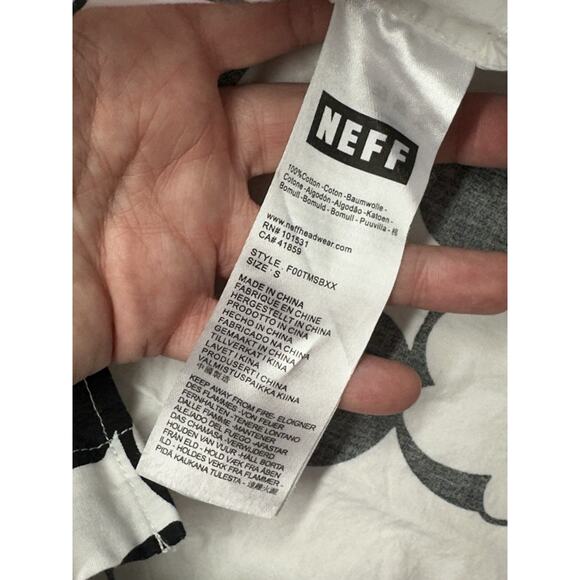 NEFF
100%Cotton -Coton -Baumwolle -
Cotone -Algodón -Algodão -Katoen -
Bomull -Bomuld -Bomull - Puuvilla - 棉
www.neffheadwear.com
RN# 101531
CA# 41859
STYLE . F00TMSBXX
SIZE : S
MADE IN CHINA
FABRIQUE EN CHINE
HERGESTELLT IN CHINA
PRODOTTO IN CINA
HECHO IN CHINA
FABRICADO NA CHINA
GEMAAKT IN CHINA
TILLVERKAT I KINA
LAVET I KINA
PRODUSERT I CHINA
VALMISTUSPAIKKA KIINA
中國製造
KEEP AWAY FROM FIRE- ELOIGNER
DES FLAMMES -VON FEUER
FERNHALTEN -TENERE LONTANO
DALLE FIAMME -MANTENER
ALEJADO DEL FUEGO -AFASTAR
DAS CHAMASA -VERWIJDERD
HOUDEN VAN VUUR -HÅLL BORTA
FRÅN ELD - HOLD VÆK FRA ÅBEN
ILD - HOLDES VEKK FRA FLAMMER -
PIDÄ KAUKANA TULESTA - 遠離火源